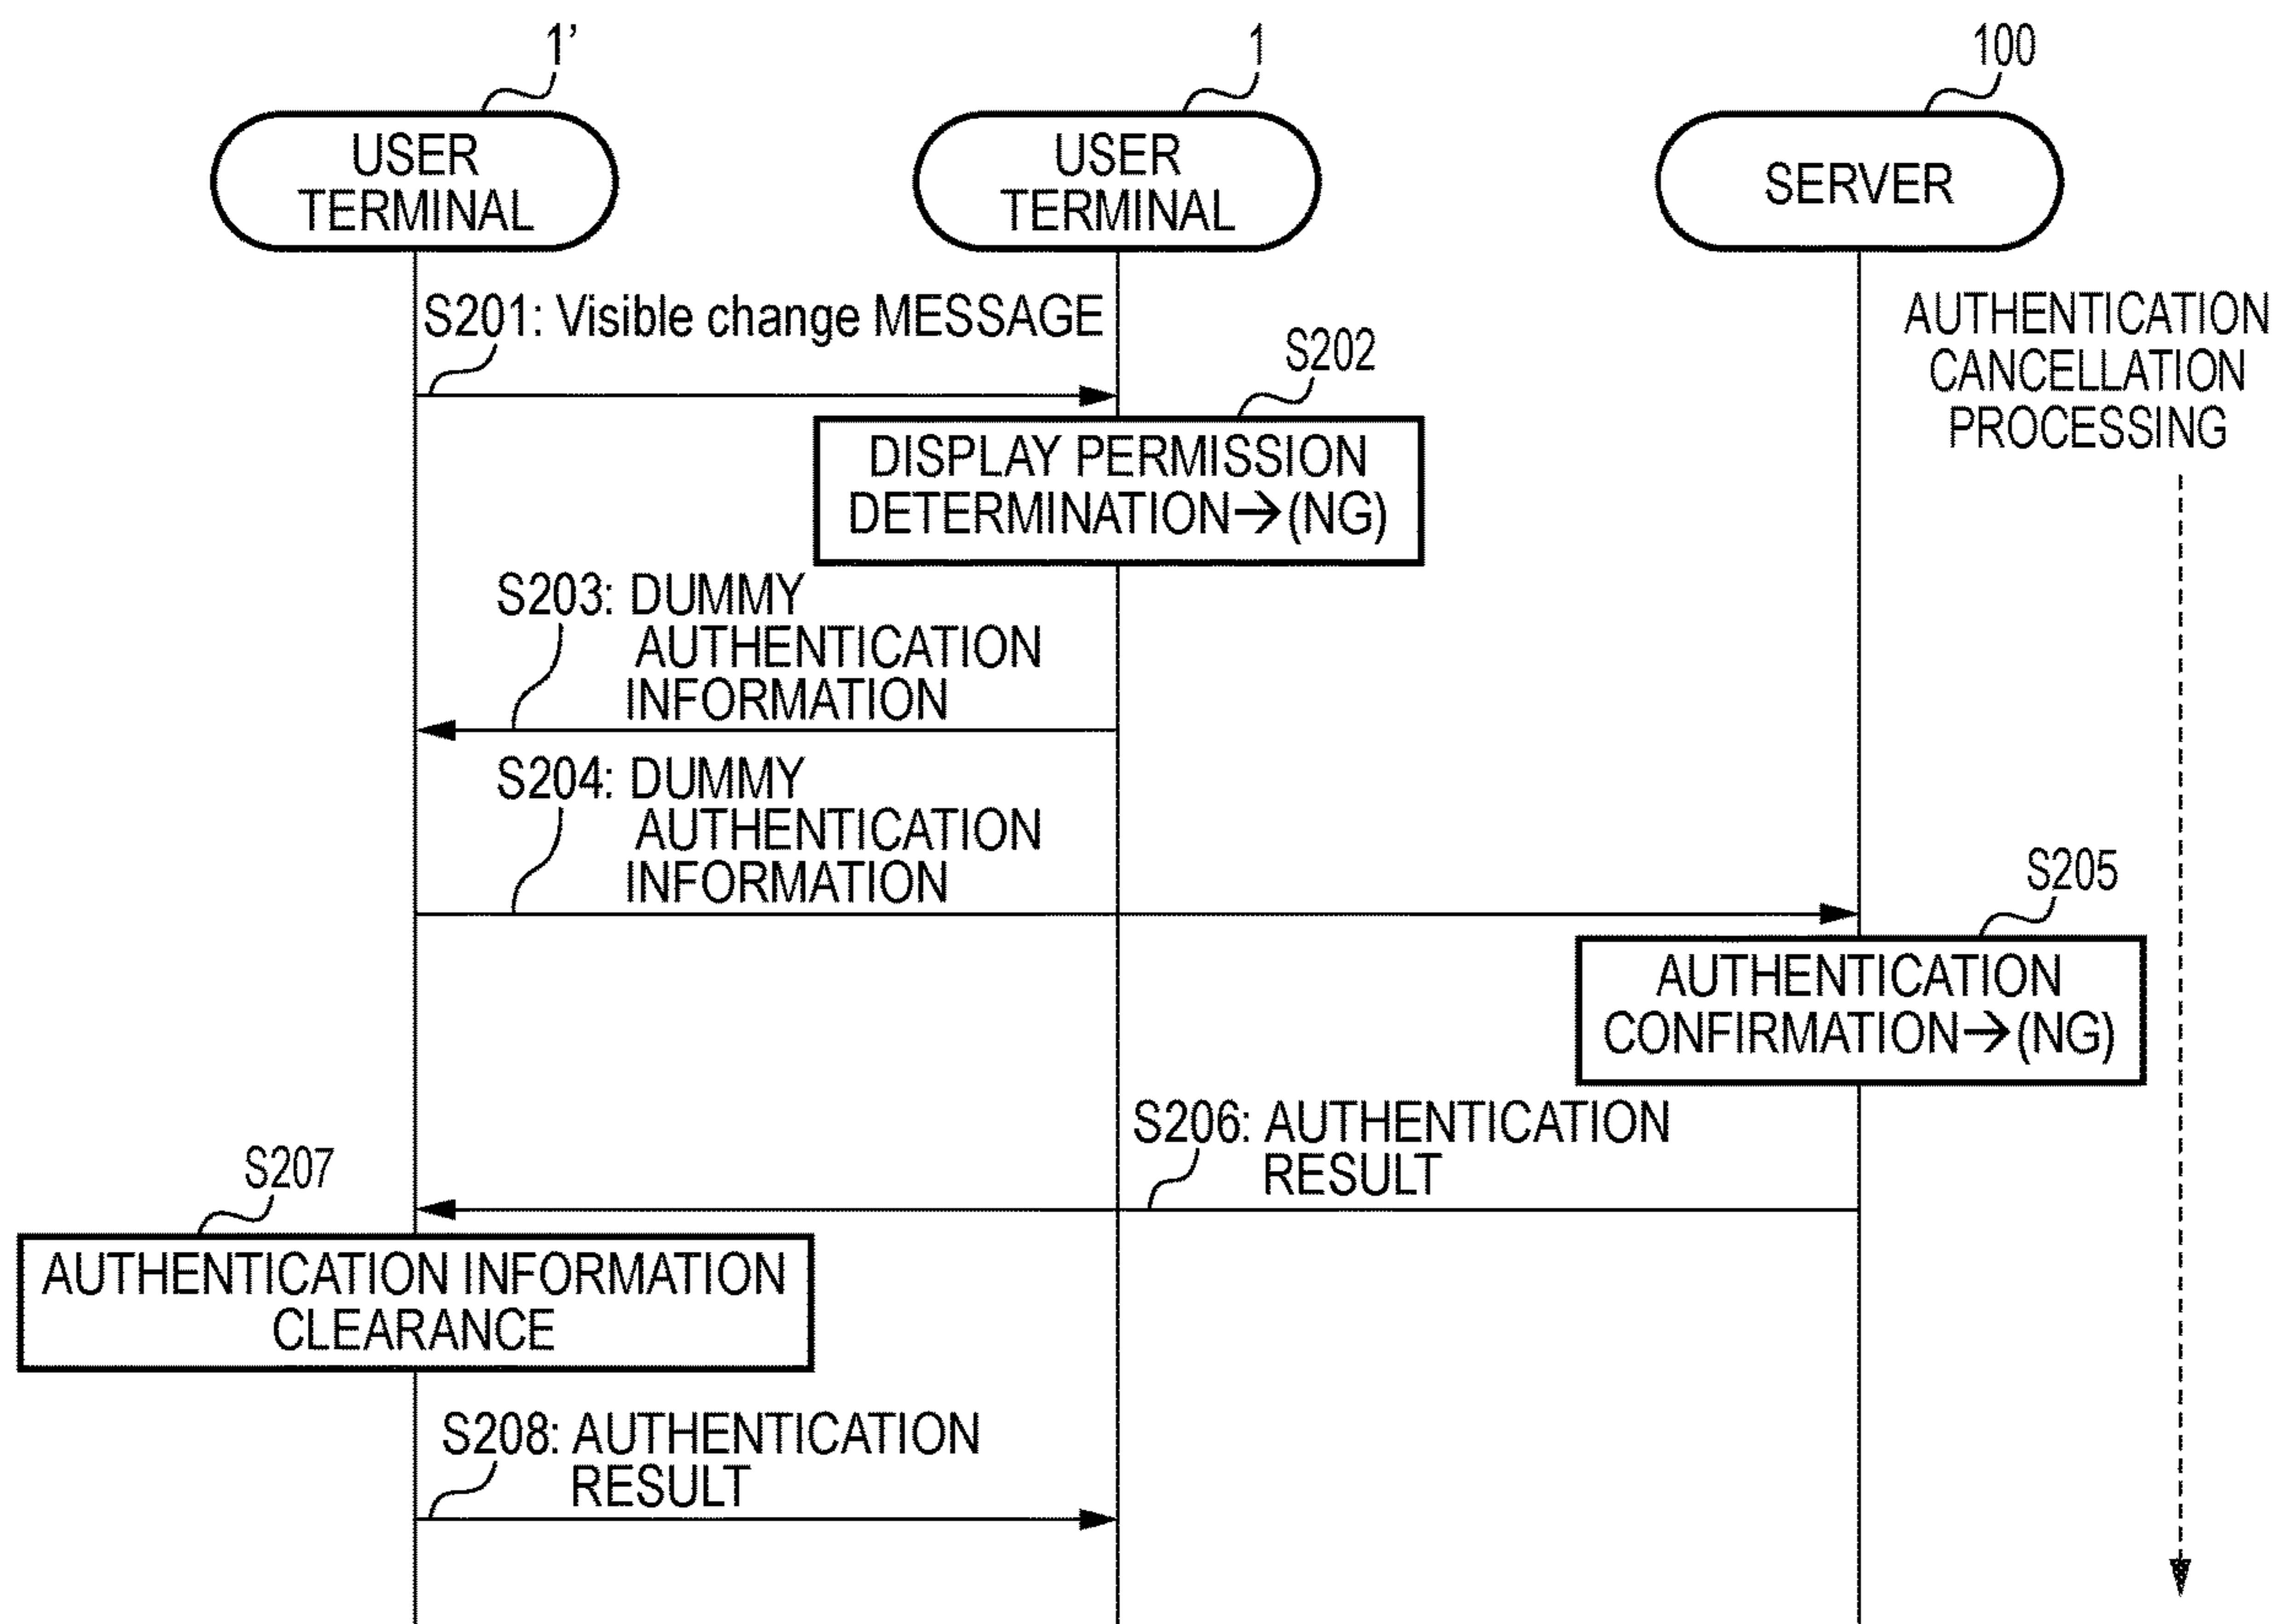 1’
1
100
USER
TERMINAL
USER
TERMINAL
SERVER
S201: Visible change MESSAGE
AUTHENTICATION
CANCELLATION
PROCESSING
S202
DISPLAY PERMISSION
DETERMINATION→(NG)
S203: DUMMY
AUTHENTICATION
INFORMATION
S204: DUMMY
AUTHENTICATION
INFORMATION
S205
AUTHENTICATION
CONFIRMATION→(NG)
S206: AUTHENTICATION
RESULT
S207
AUTHENTICATION INFORMATION
CLEARANCE
S208: AUTHENTICATION
RESULT